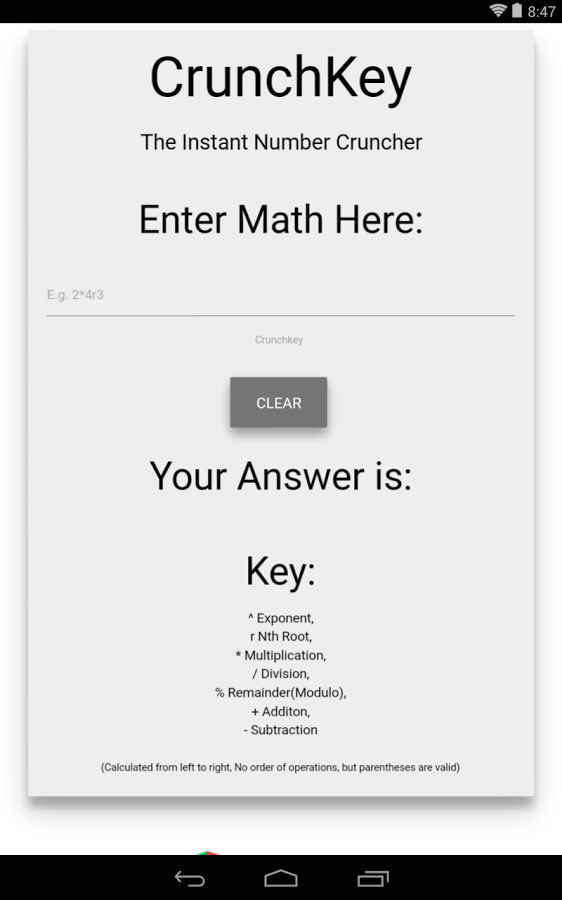 8:47
CrunchKey
The Instant Number Cruncher
Enter Math Here:
E.g. 2*4r3
Crunchkey
CLEAR
Your Answer is:
Key:
^ Exponent,
r Nth Root,
* Multiplication,
/ Division,
% Remainder(Modulo),
+ Additon,
- Subtraction
(Calculated from left to right, No order of operations, but parentheses are valid)